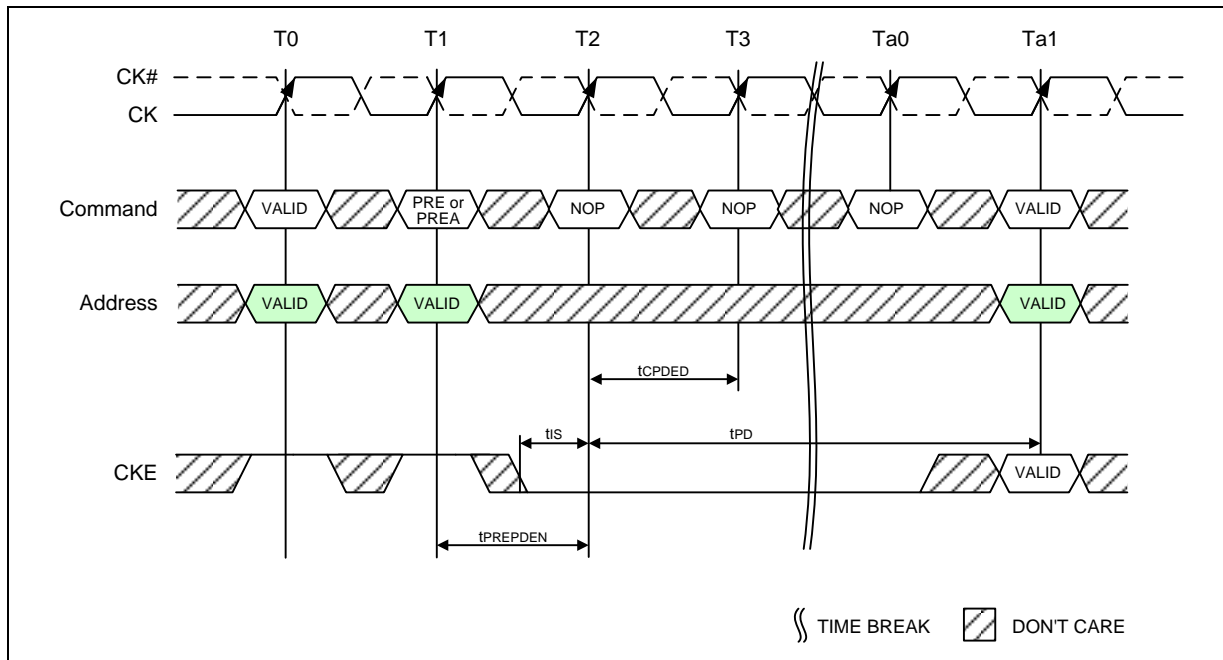 T0 T1 T2 T3 Ta0 Ta1
CK#
CK
Command VALID PRE or PREA NOP NOP NOP VALID
Address VALID VALID VALID
tCPDED
tIS tPD
CKE VALID
tPREPDEN
TIME BREAK DON'T CARE